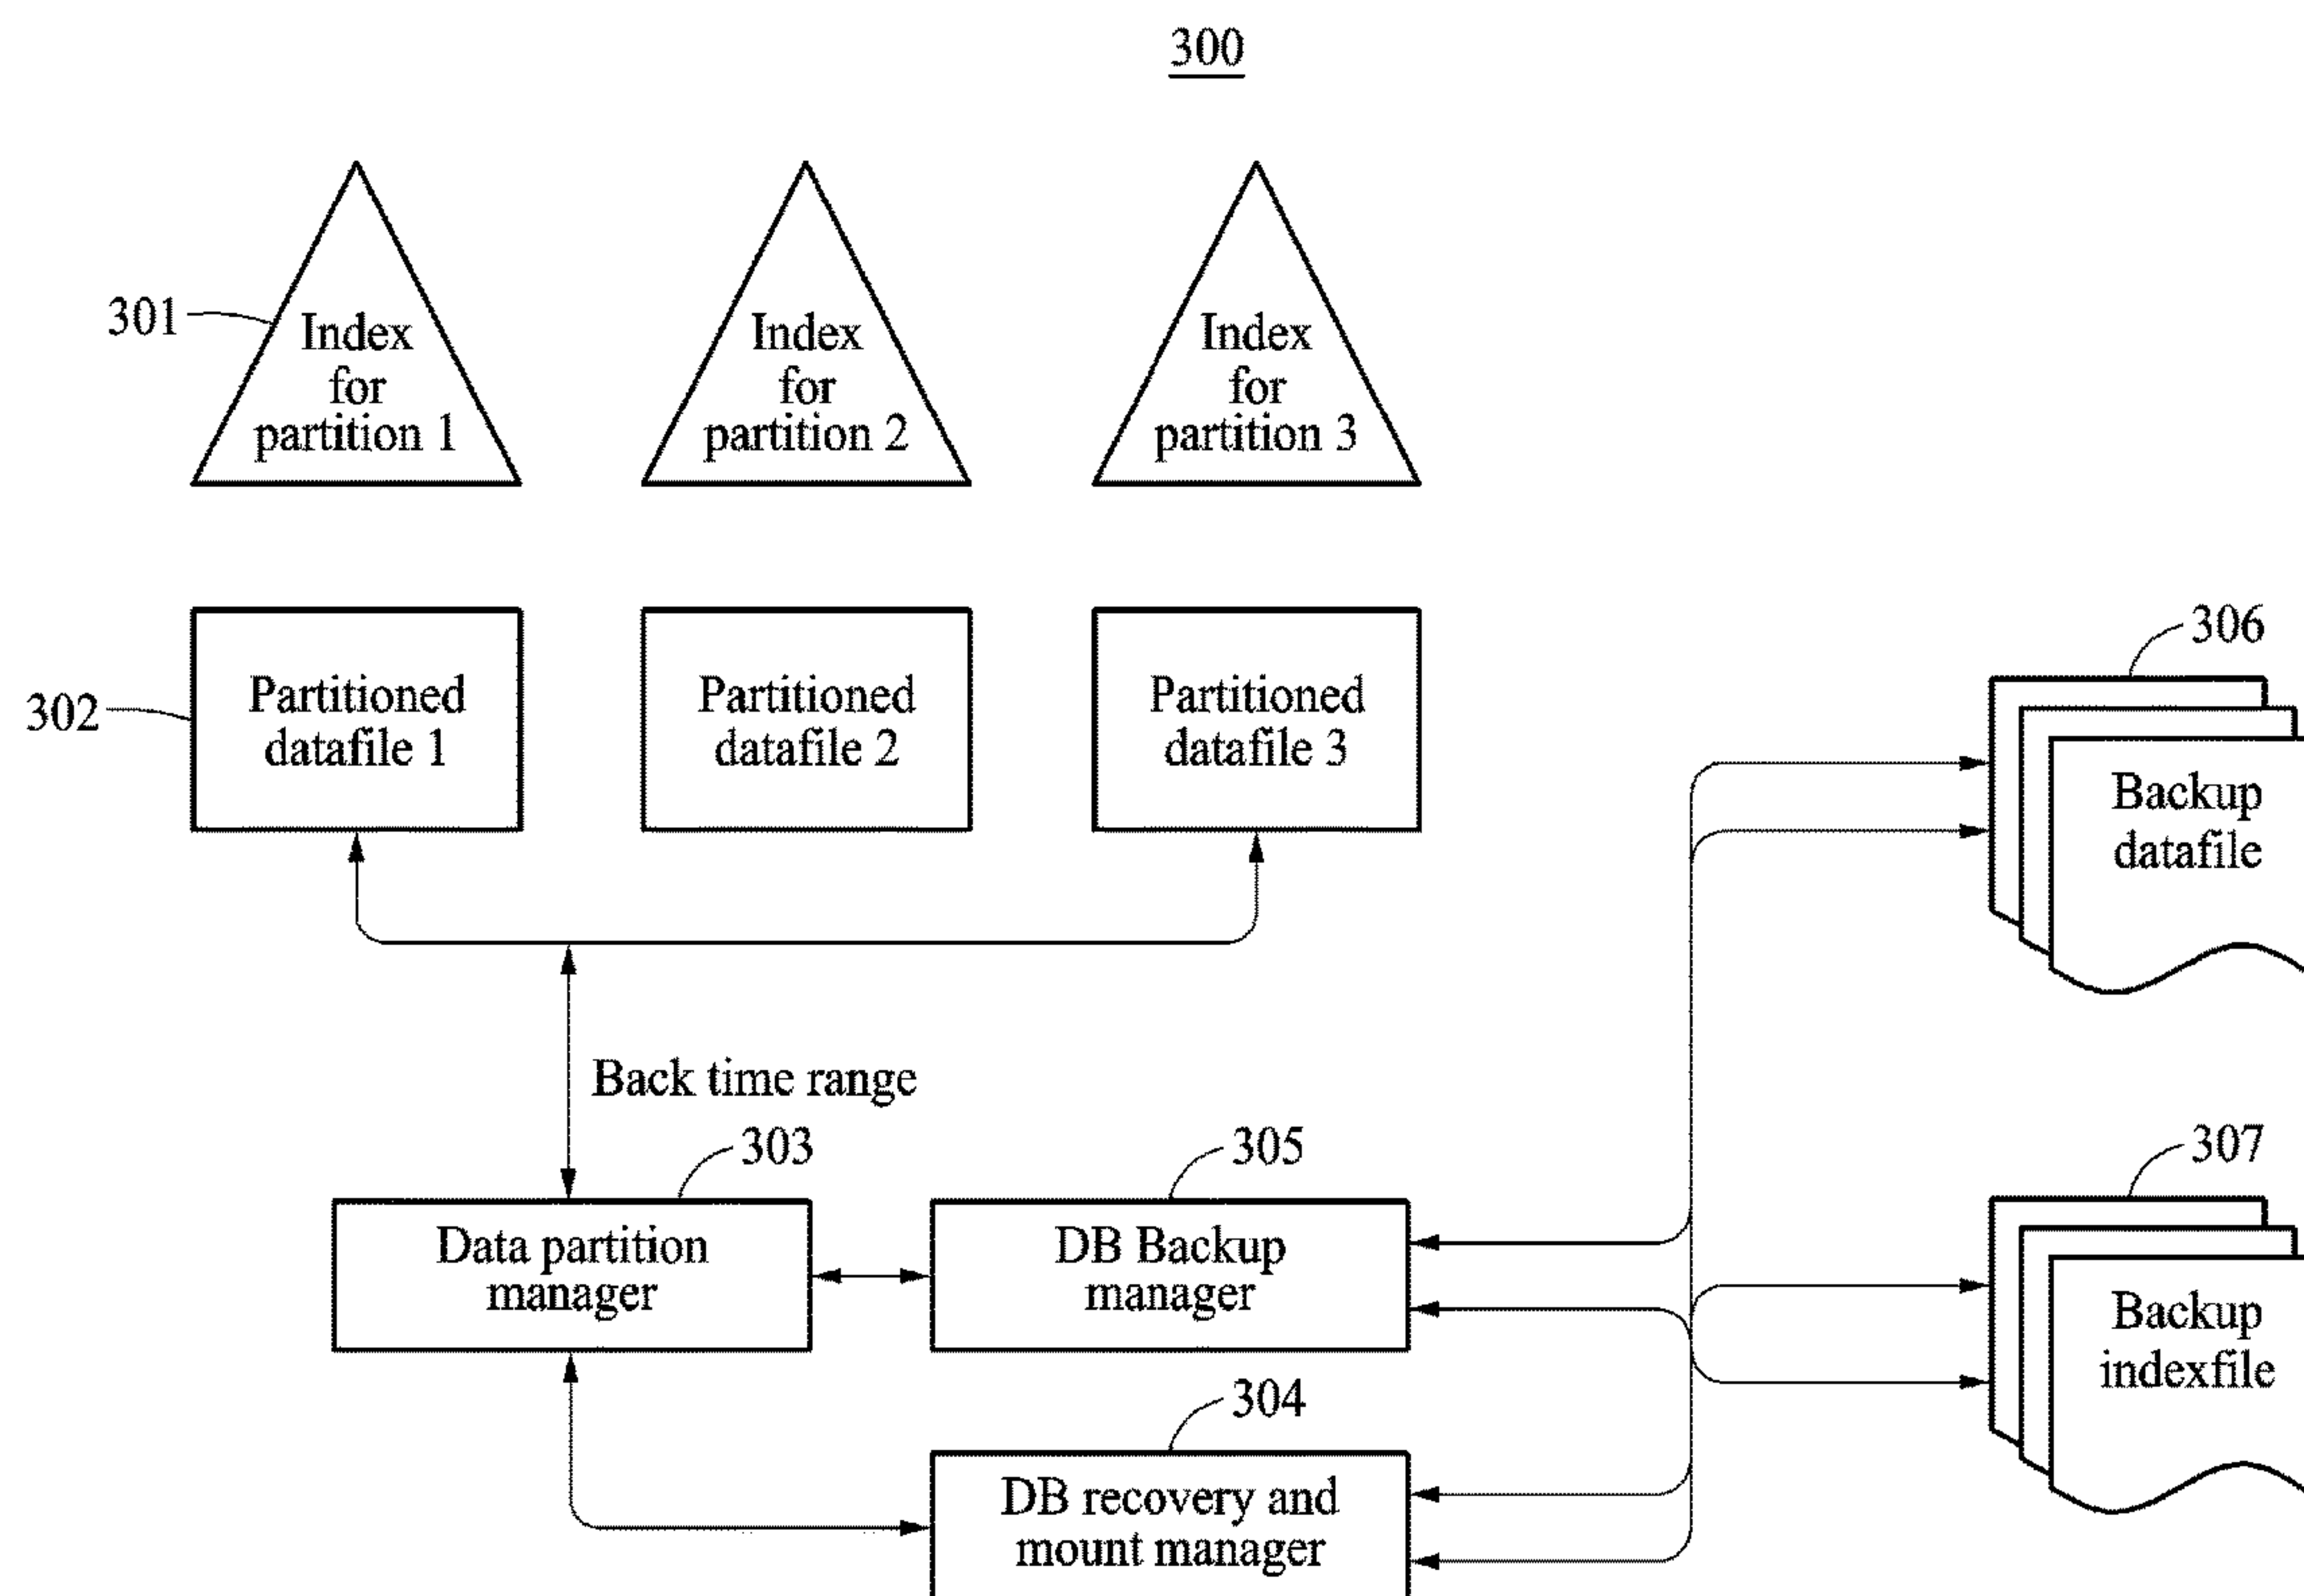 300
301
Index
for
partition 1
Index
for
partition 2
Index
for
partition 3
302
Partitioned
datafile 1
Partitioned
datafile 2
Partitioned
datafile 3
306
Backup
datafile
Back time range
303
305
307
Data partition
manager
DB Backup
manager
Backup
indexfile
304
DB recovery and
mount manager